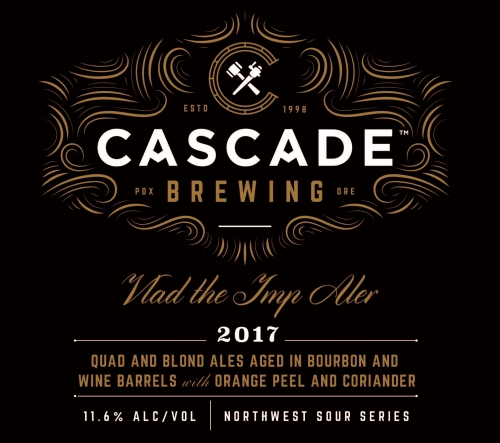 ESTD 1998
CASCADE™
PDX BREWING ORE
Vlad the Imp Aler
2017
QUAD AND BLOND ALES AGED IN BOURBON AND
WINE BARRELS with ORANGE PEEL AND CORIANDER
11.6% ALC/VOL | NORTHWEST SOUR SERIES